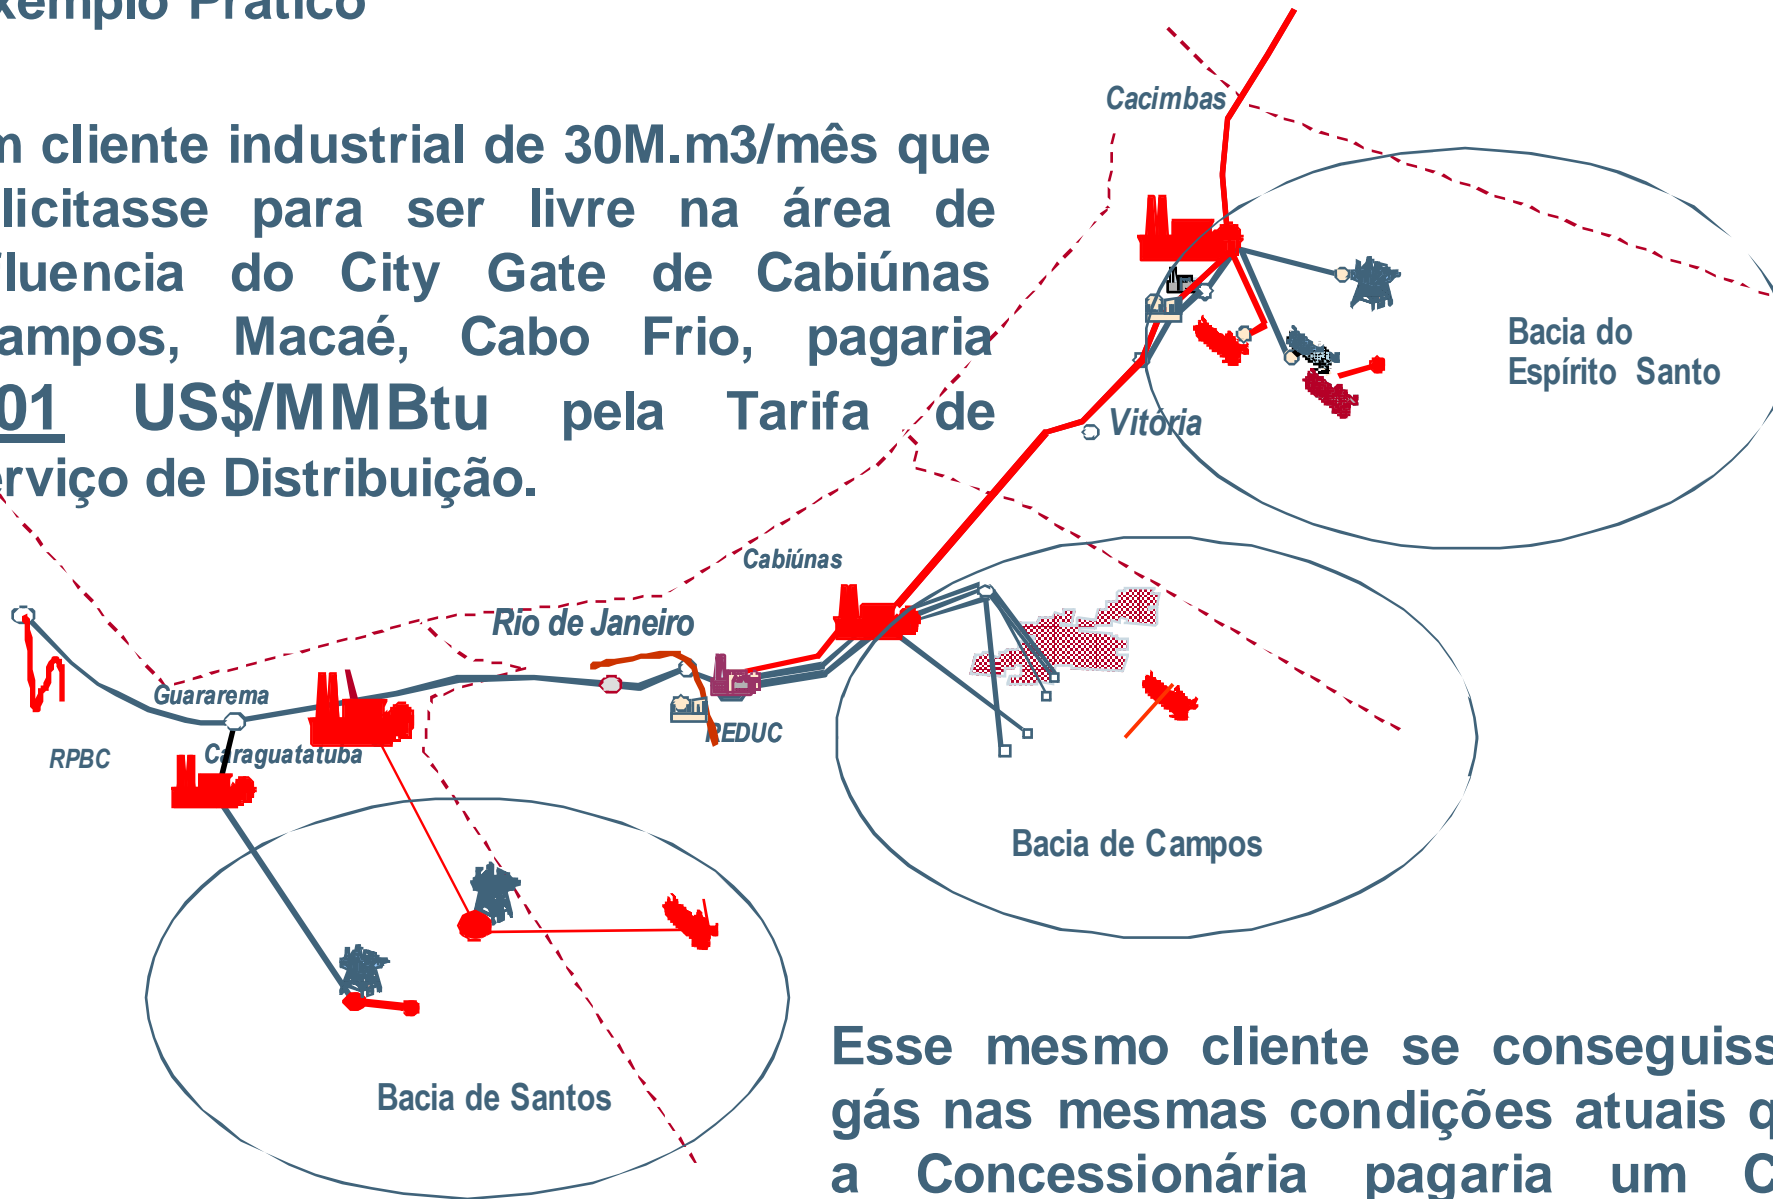 xemplo Prático
m cliente industrial de 30M.m3/mês que
licitasse para ser livre na área de
fluencia do City Gate de Cabiúnas
ampos, Macaé, Cabo Frio, pagaria
01 US$/MMBtu pela Tarifa de
erviço de Distribuição.
Cacimbas
Bacia do
Espírito Santo
Vitória
Cabiúnas
Rio de Janeiro
Guararema
RPBC
Caraguatatuba
REDUC
Bacia de Campos
Bacia de Santos
Esse mesmo cliente se conseguiss
gás nas mesmas condições atuais q
a Concessionária pagaria um C